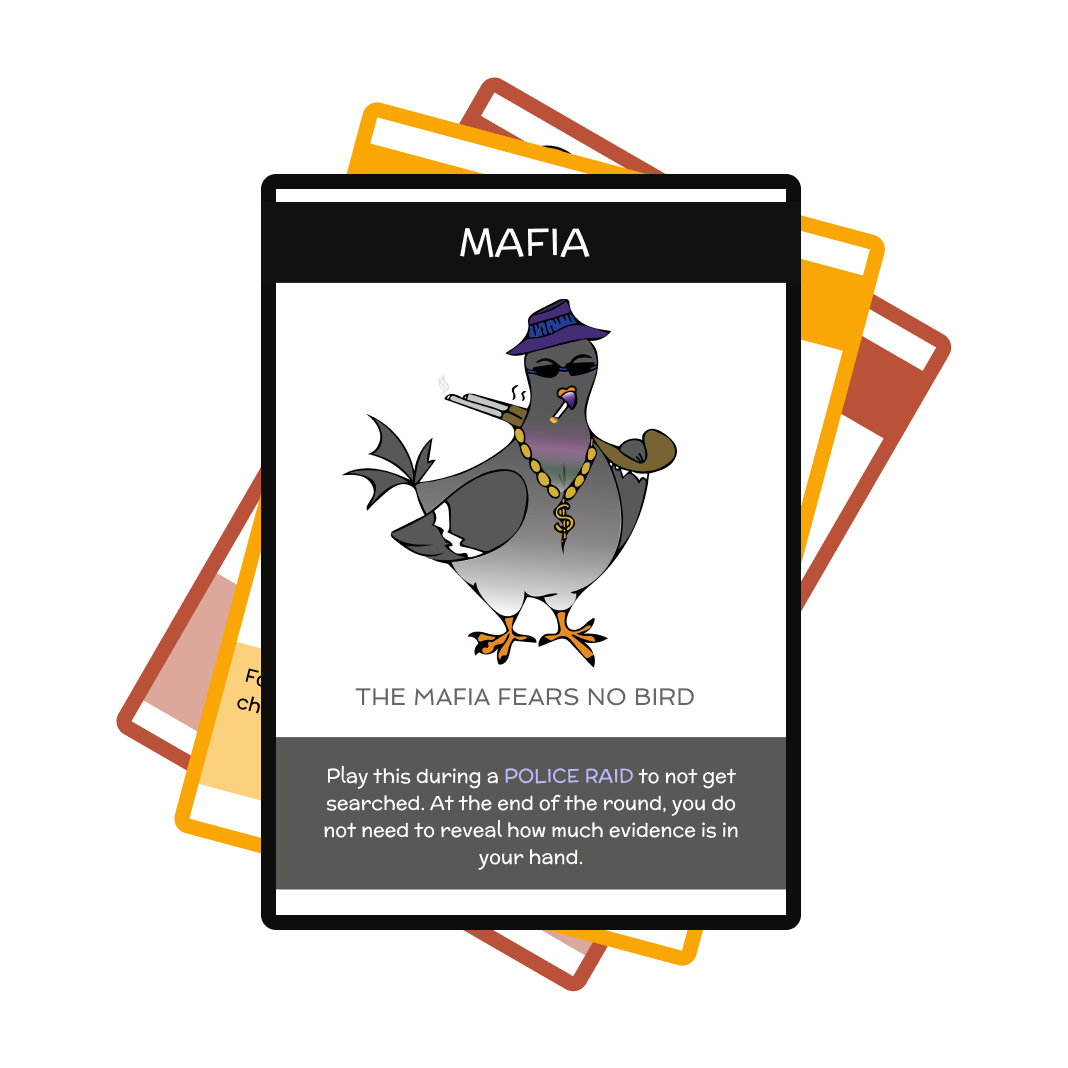 MAFIA
THE MAFIA FEARS NO BIRD
Play this during a POLICE RAID to not get
searched. At the end of the round, you do
not need to reveal how much evidence is in
your hand.